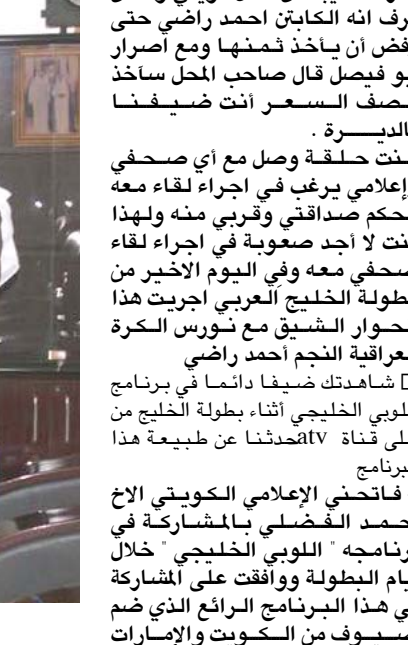 رف انه الكابتن احمد راضي حتى
فض أن يأخذ ثمنها ومع اصرار
بو فيصل قال صاحب المحل سآخذ
صف السعر أنت ضيفنا
الديرة .
نت حلقة وصل مع أي صحفي
إعلامي يرغب في اجراء لقاء معه
حكم صداقتي وقربي منه ولهذا
نت لا أجد صعوبة في اجراء لقاء
صحفي معه وفي اليوم الاخير من
طولة الخليج العربي اجريت هذا
حوار الشيق مع نورس الكرة
عراقية النجم أحمد راضي
□ شاهدتك ضيفا دائما في برنامج
للوبي الخليجي أثناء بطولة الخليج من
لى قناة atv حدثنا عن طبيعة هذا
برنامج
فاتحني الإعلامي الكويتي الاخ
حمد الفضلي بالمشاركة في
رنامجه " اللوبي الخليجي " خلال
يام البطولة ووافقت على المشاركة
ي هذا البرنامج الرائع الذي ضم
سيوف من الكويت والإمارات